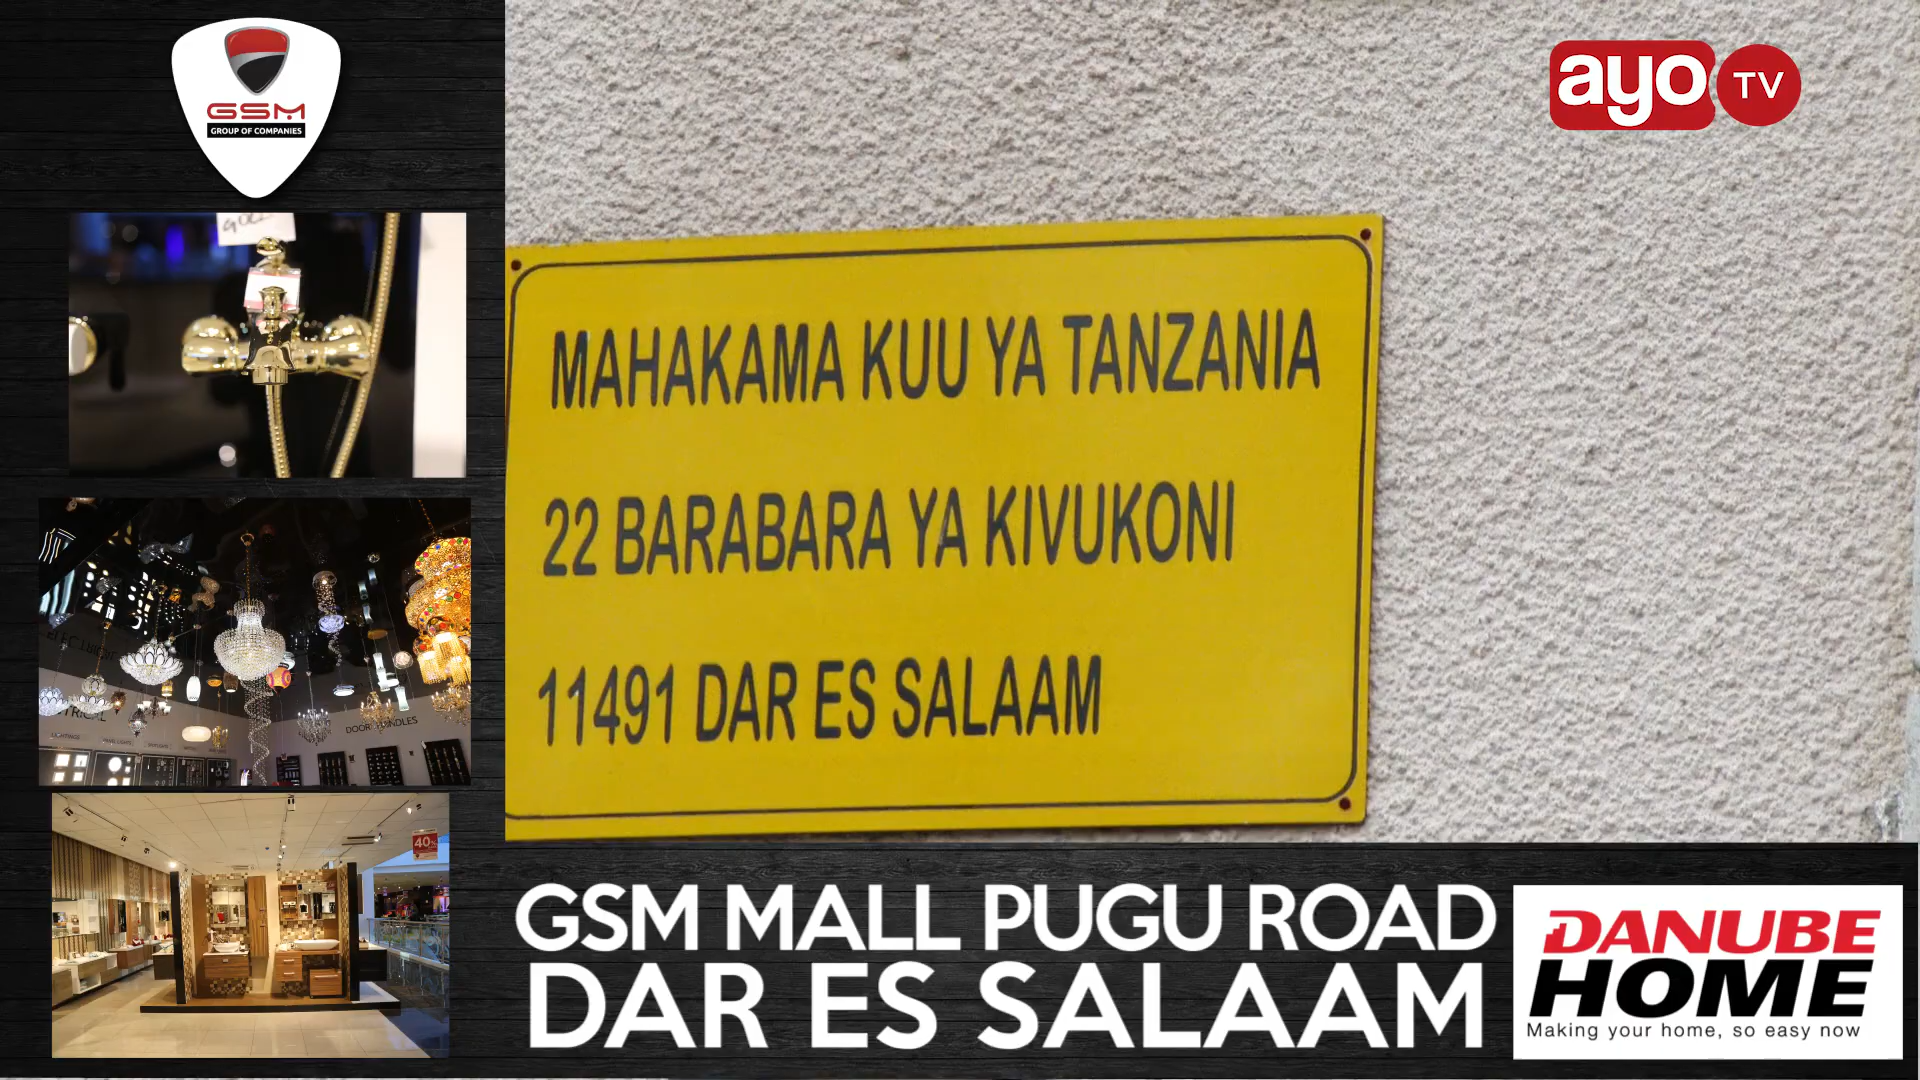 GSM
GROUP OF COMPANIES
ayo TV
MAHAKAMA KUU YA TANZANIA
22 BARABARA YA KIVUKONI
11491 DAR ES SALAAM
40%
GSM MALL PUGU ROAD
DAR ES SALAAM
DANUBE
HOME
Making your home, so easy now